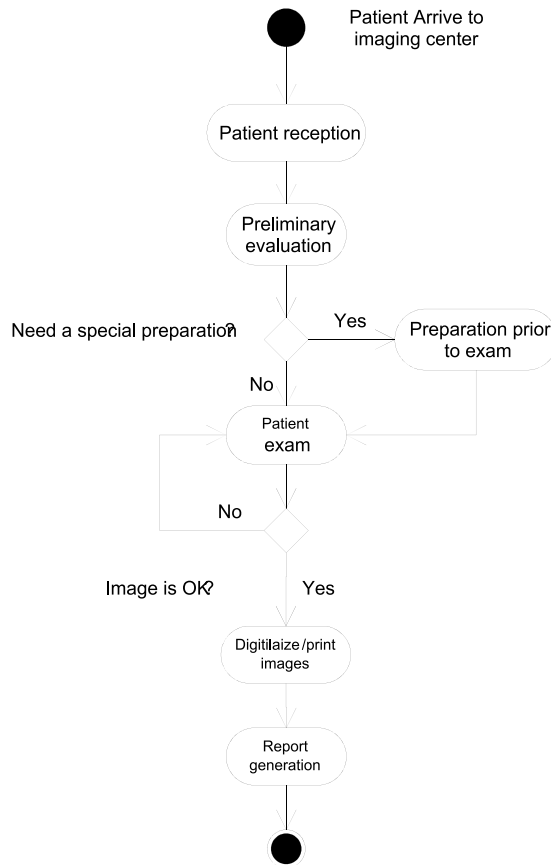 Patient Arrive to
imaging center
Patient reception
Preliminary
evaluation
Need a special preparation?
Yes
Preparation prior
to exam
No
Patient
exam
No
Image is OK?
Yes
Digitilaize/print
images
Report
generation